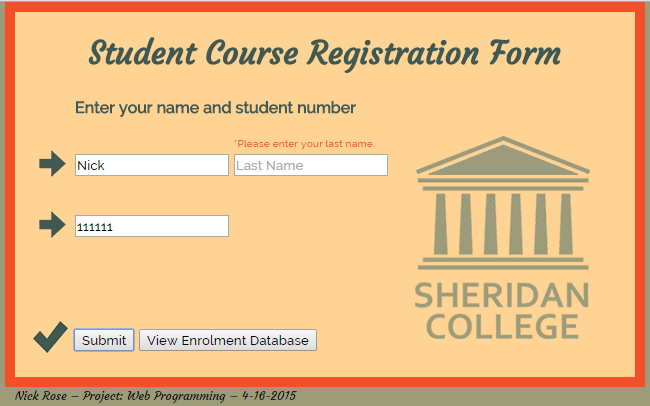 Student Course Registration Form
Enter your name and student number
*Please enter your last name.
Nick Last Name
111111
SHERIDAN
COLLEGE
Submit View Enrolment Database
Nick Rose – Project: Web Programming – 4-16-2015